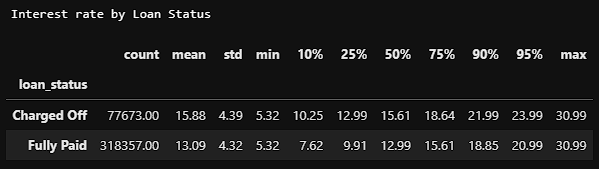 Interest rate by Loan Status
count mean std min 10% 25% 50% 75% 90% 95% max
loan_status
Charged Off 77673.00 15.88 4.39 5.32 10.25 12.99 15.61 18.64 21.99 23.99 30.99
Fully Paid 318357.00 13.09 4.32 5.32 7.62 9.91 12.99 15.61 18.85 20.99 30.99